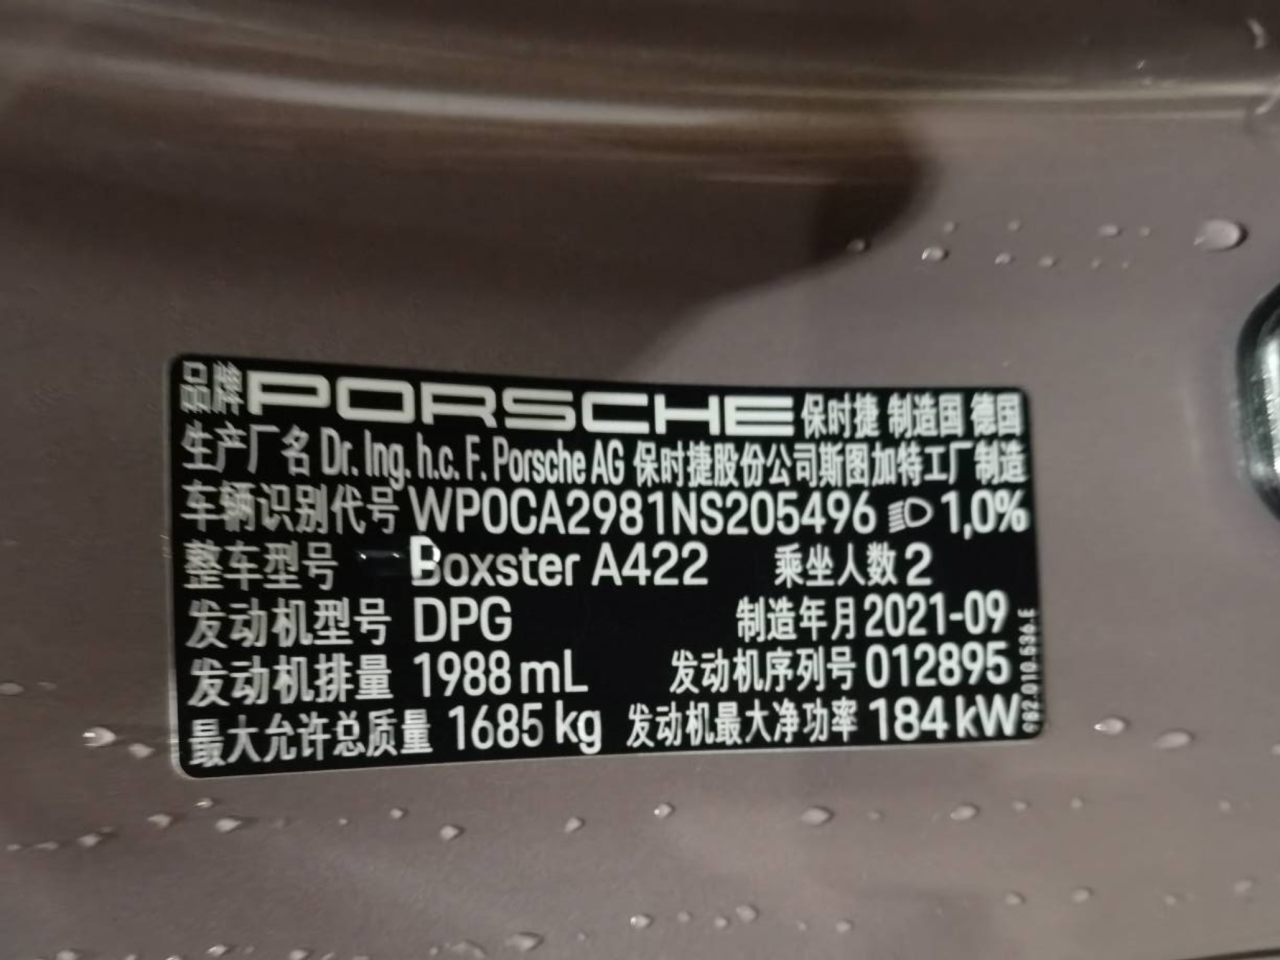 品牌 PORSCHE 保时捷 制造国 德国
生产厂名 Dr. Ing. h.c. F. Porsche AG 保时捷股份公司斯图加特工厂制造
车辆识别代号 WP0CA2981NS205496 1,0%
整车型号 Boxster A422 乘坐人数 2
发动机型号 DPG 制造年月 2021-09
发动机排量 1988 mL 发动机序列号 012895
最大允许总质量 1685 kg 发动机最大净功率 184 kW
982.010.536.E